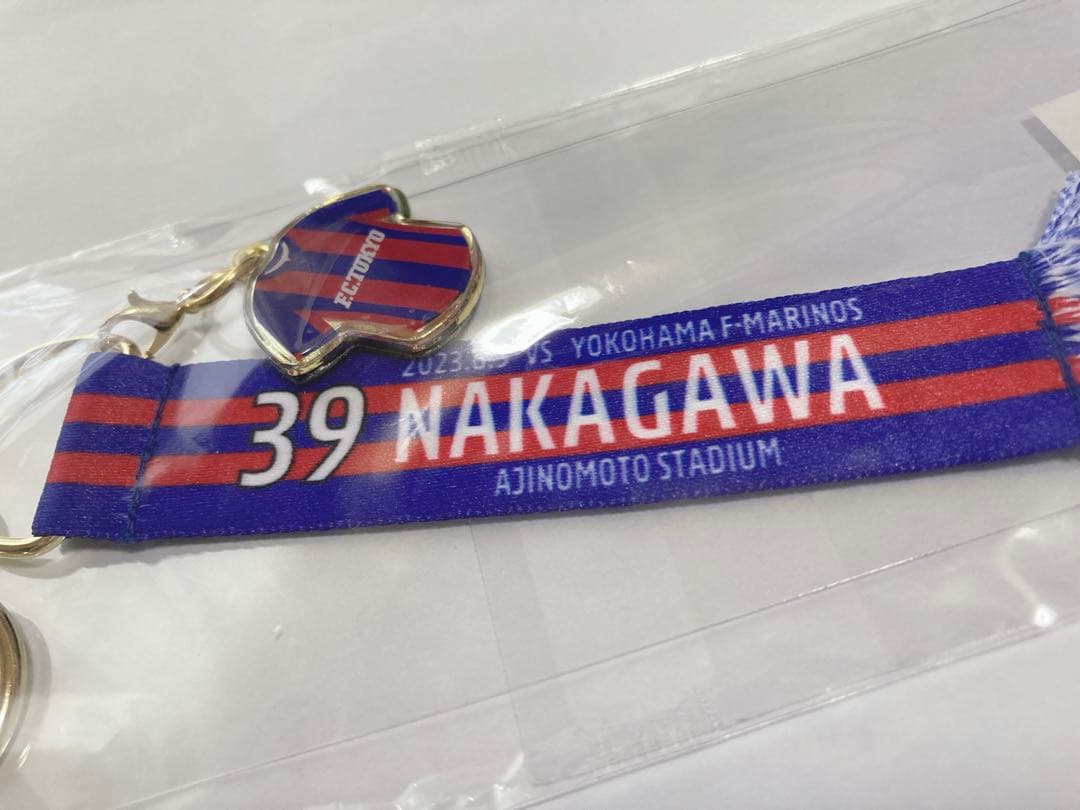 F.C.TOKYO
VS YOKOHAMA F·MARINOS
39 NAKAGAWA
AJINOMOTO STADIUM